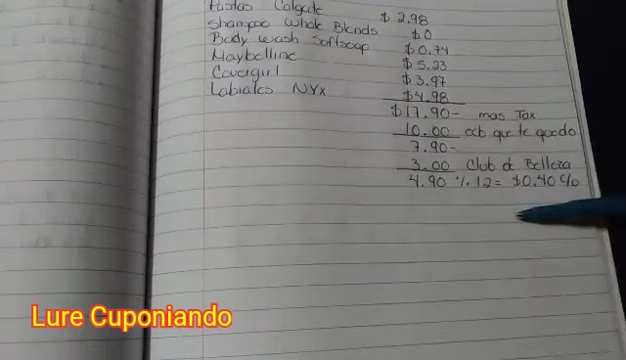 Pastas Colgate $2.98
Shampoo Whole Blends $0
Body Wash Softsoap $0.74
Maybelline $5.23
Covergirl $3.97
Labiales NYX $4.98
$17.90- mas Tax
10.00 ecb que te quedo
7.90-
3.00 Club de Belleza
4.90 % 12= $0.40 c/o
Lure Cuponiando